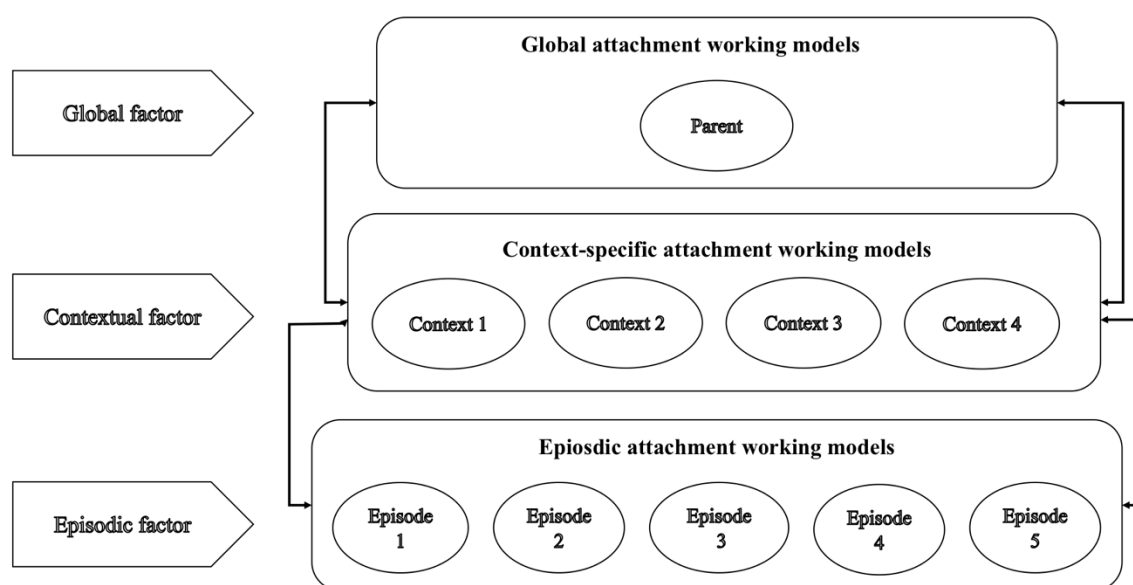 Global attachment working models
Global factor
Parent
Context-specific attachment working models
Contextual factor
Context 1
Context 2
Context 3
Context 4
Epiosdic attachment working models
Episodic factor
Episode
1
Episode
2
Episode
3
Episode
4
Episode
5